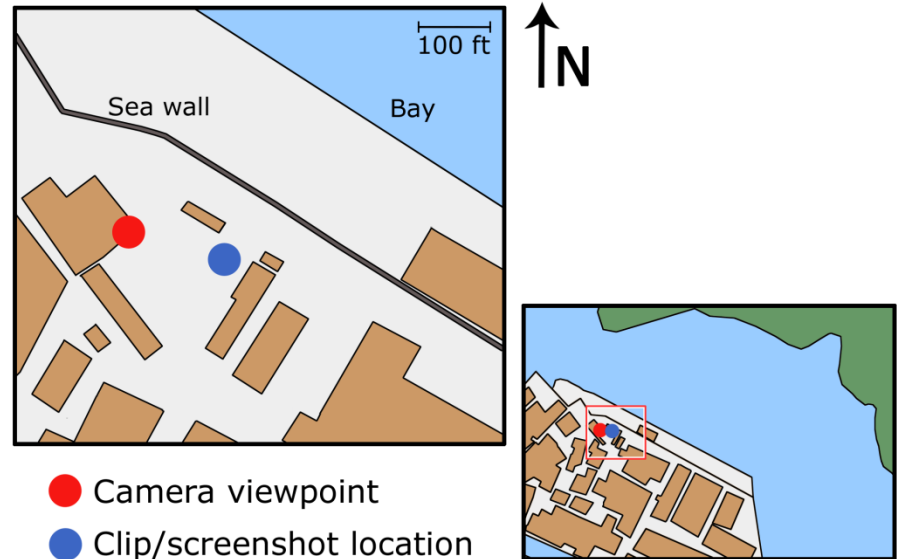 100 ft
N
Sea wall
Bay
Camera viewpoint
Clip/screenshot location